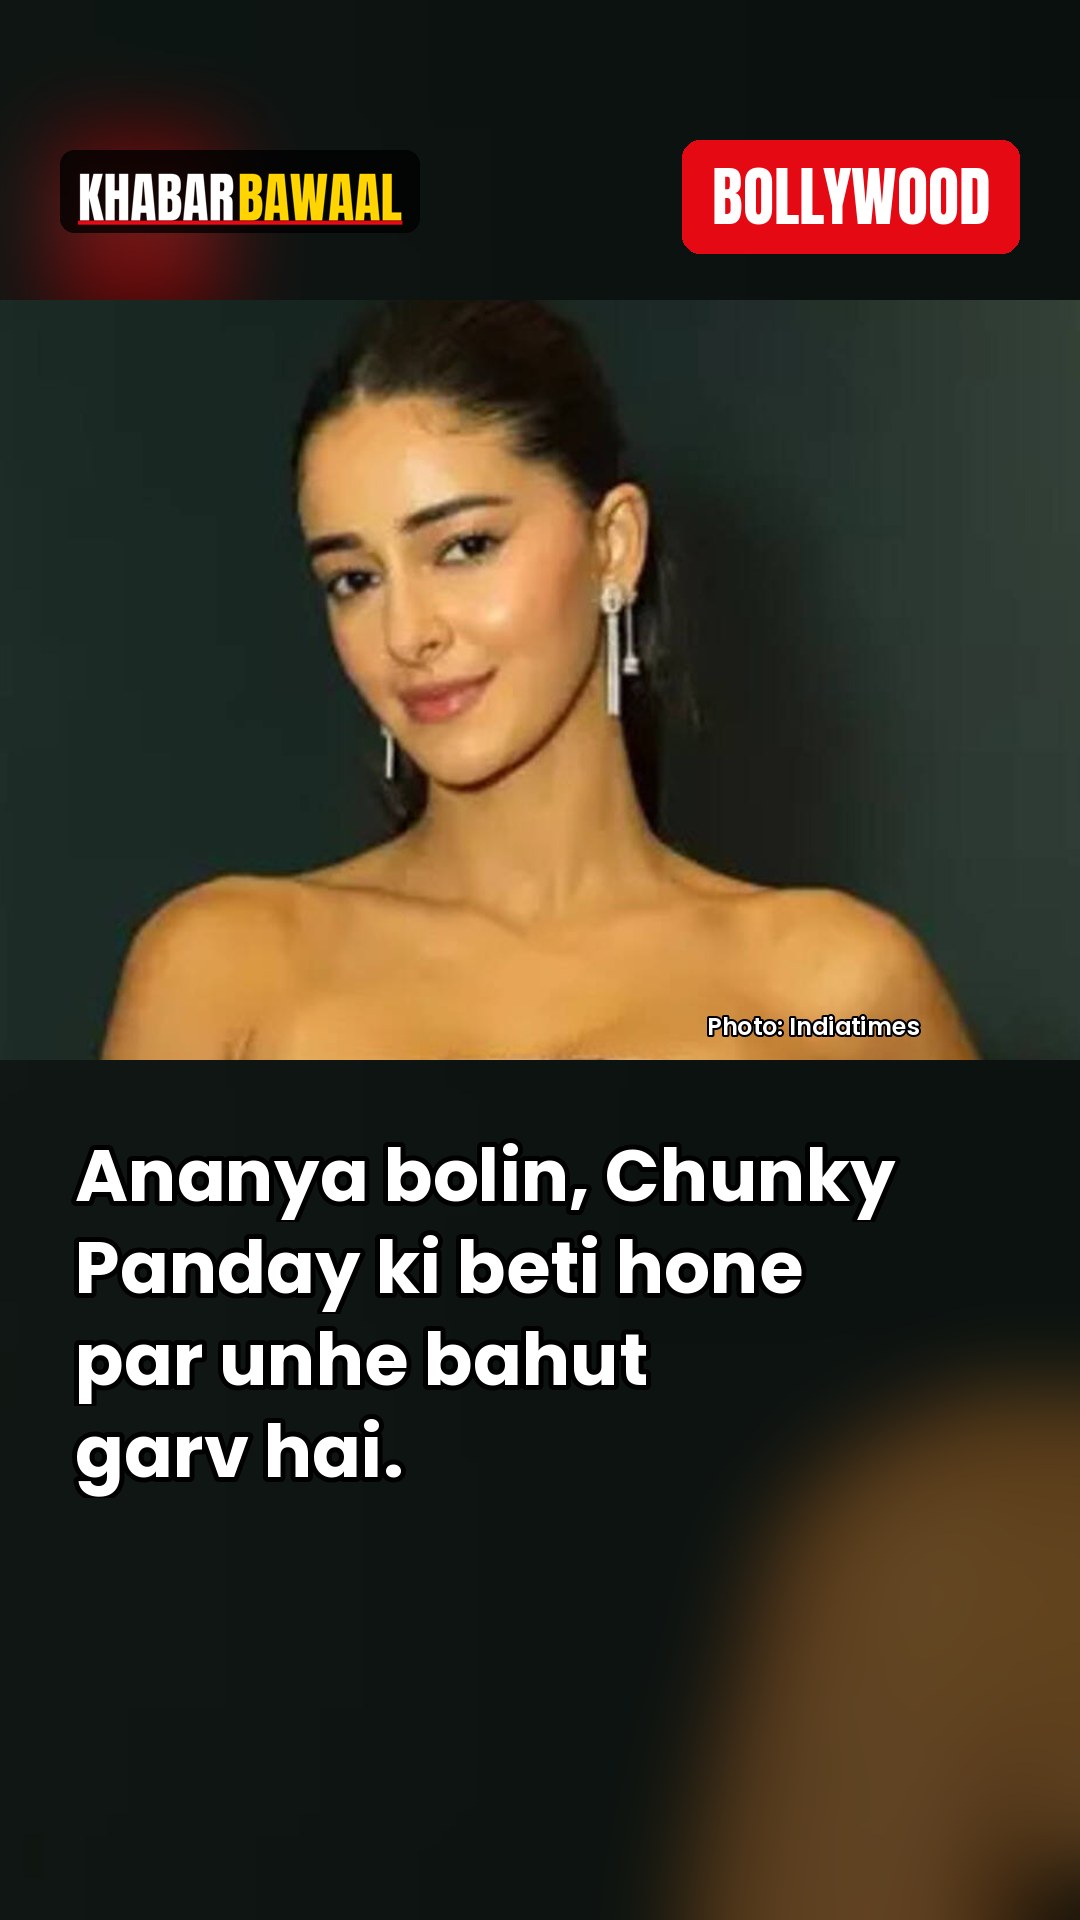 KHABARBAWAAL
BOLLYWOOD
Photo: Indiatimes
Ananya bolin, Chunky
Panday ki beti hone
par unhe bahut
garv hai.